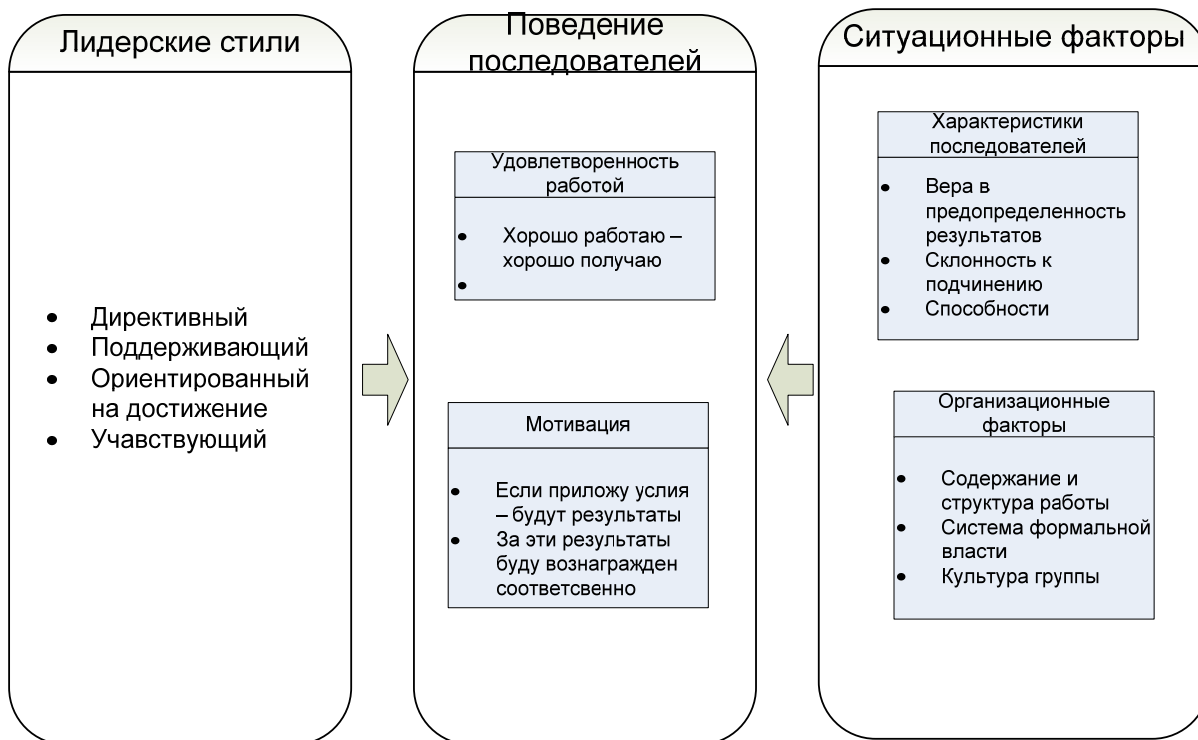 Лидерские стили
• Директивный
• Поддерживающий
• Ориентированный
на достижение
• Учавствующий
Поведение
последователей
Удовлетворенность
работой
• Хорошо работаю –
хорошо получаю
•
Мотивация
• Если приложу услия
– будут результаты
• За эти результаты
буду вознагражден
соответсвенно
Ситуационные факторы
Характеристики
последователей
• Вера в
предопределенность
результатов
• Склонность к
подчинению
• Способности
Организационные
факторы
• Содержание и
структура работы
• Система формальной
власти
• Культура группы